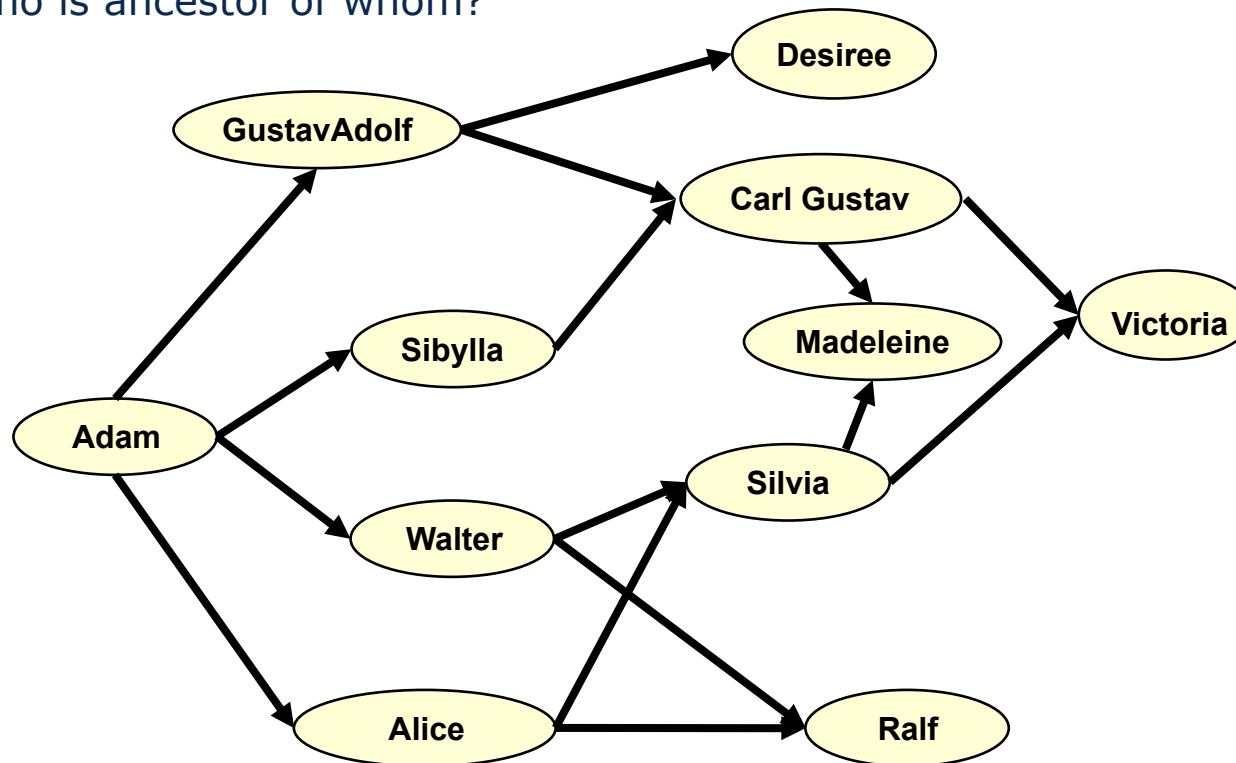 ho is ancestor of whom?
Desiree
GustavAdolf
Carl Gustav
Victoria
Madeleine
Sibylla
Adam
Silvia
Walter
Alice
Ralf